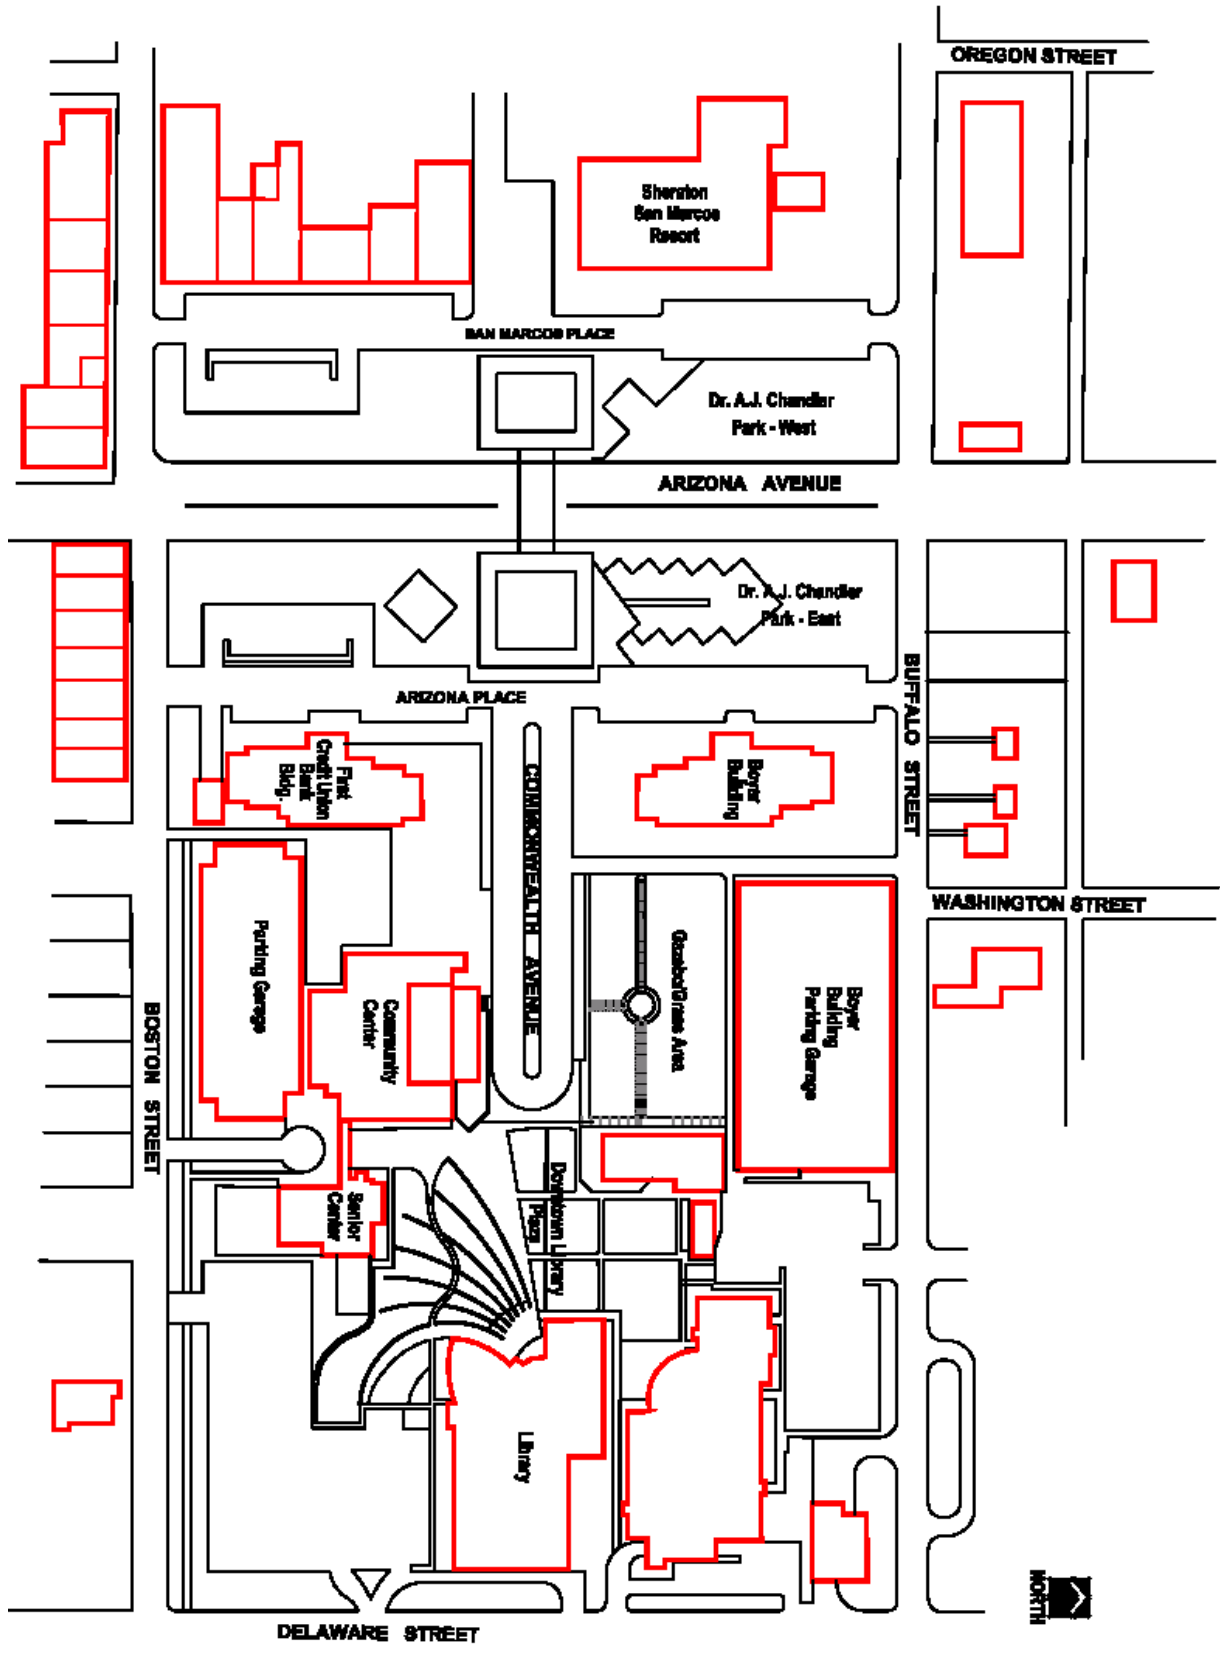 OREGON STREET
Sheraton
San Marcos
Resort
SAN MARCOS PLACE
Dr. A.J. Chandler
Park - West
ARIZONA AVENUE
Dr. A.J. Chandler
Park - East
ARIZONA PLACE
BUFFALO STREET
First
Credit Union
Bank
Bldg.
COMMONWEALTH AVENUE
Boyer
Building
WASHINGTON STREET
Parking Garage
Community
Center
Gazebo/Grass Area
Boyer
Building
Parking Garage
BOSTON STREET
Senior
Center
Downtown Library
Plaza
Library
NORTH
DELAWARE STREET